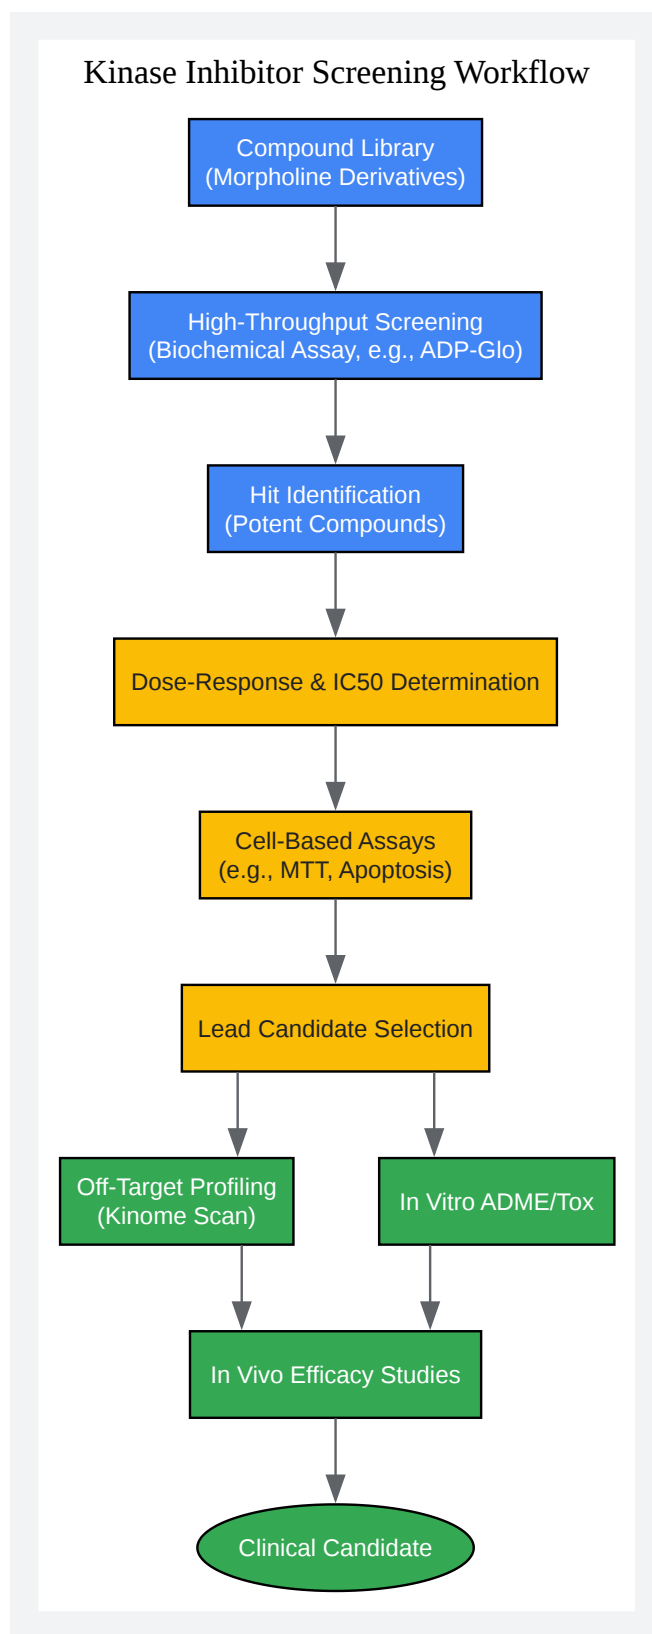 Kinase Inhibitor Screening Workflow
Compound Library
(Morpholine Derivatives)
High-Throughput Screening
(Biochemical Assay, e.g., ADP-Glo)
Hit Identification
(Potent Compounds)
Dose-Response & IC50 Determination
Cell-Based Assays
(e.g., MTT, Apoptosis)
Lead Candidate Selection
Off-Target Profiling
(Kinome Scan)
In Vitro ADME/Tox
In Vivo Efficacy Studies
Clinical Candidate